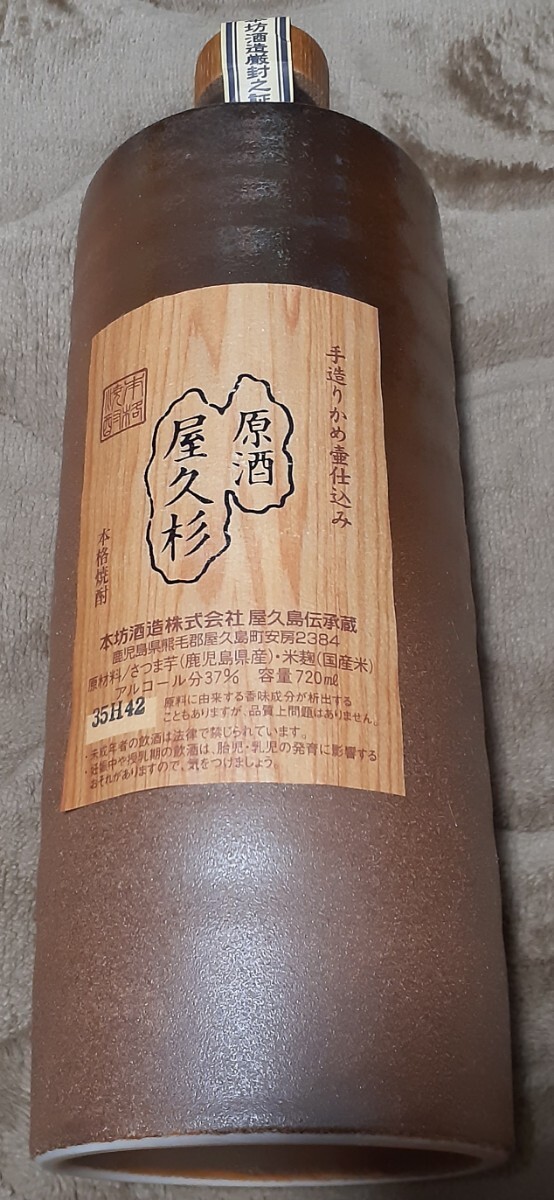 本坊酒造厳封之証
手造りかめ壷仕込み
本格
焼酎
原酒
屋久杉
本格焼酎
本坊酒造株式会社 屋久島伝承蔵
鹿児島県熊毛郡屋久島町安房2384
原材料/さつま芋(鹿児島県産)・米麹(国産米)
アルコール分37% 容量720㎖
35H42
原料に由来する香味成分が析出する
こともありますが、品質上問題はありません。
・未成年者の飲酒は法律で禁じられています。
・妊娠中や授乳期の飲酒は、胎児・乳児の発育に影響する
おそれがありますので、気をつけましょう。